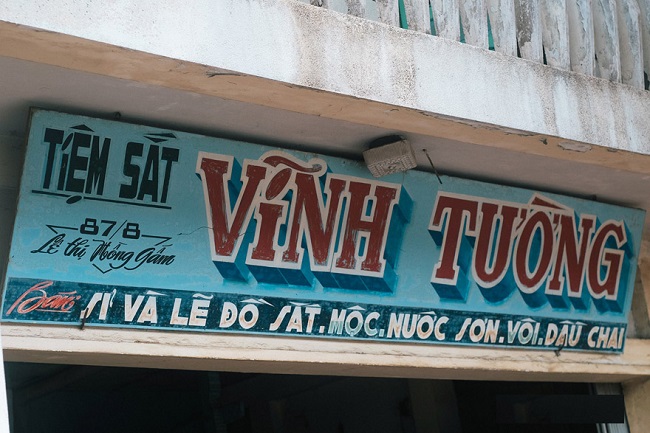 TIỆM SẮT
87/8
Lê thị Hồng Gấm
VĨNH TƯỜNG
Bán: SỈ VÀ LẼ ĐỒ SẮT. MỘC. NƯỚC SƠN. VÔI. DẦU CHAI